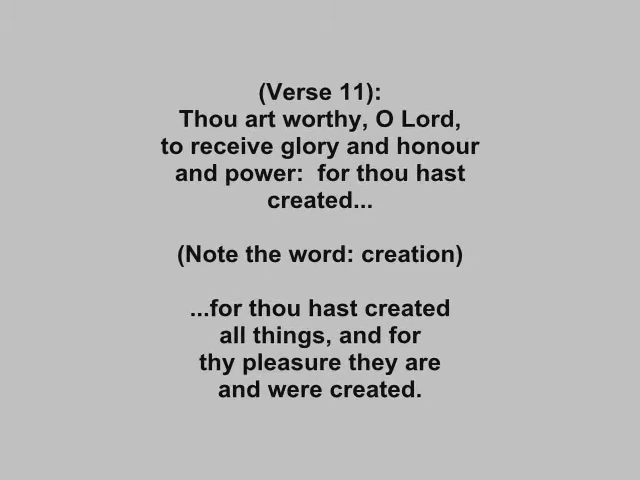 (Verse 11):
Thou art worthy, O Lord,
to receive glory and honour
and power:  for thou hast
created...
(Note the word: creation)
...for thou hast created
all things, and for
thy pleasure they are
and were created.